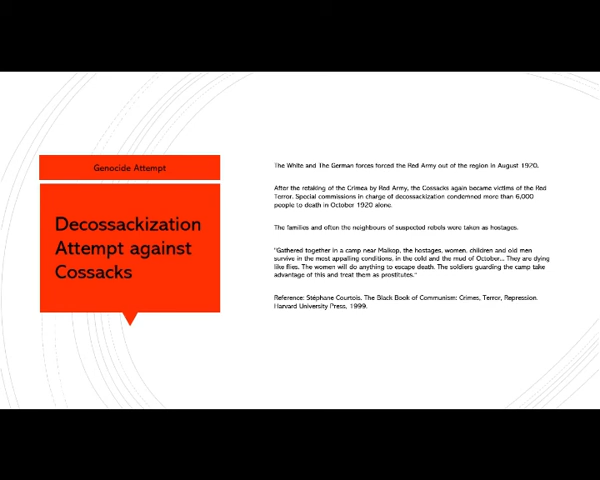 Genocide Attempt
Decossackization
Attempt against
Cossacks
The White and The German forces forced the Red Army out of the region in August 1920.
After the retaking of the Crimea by Red Army, the Cossacks again became victims of the Red
Terror. Special commissions in charge of decossackization condemned more than 6,000
people to death in October 1920 alone.
The families and often the neighbours of suspected rebels were taken as hostages.
"Gathered together in a camp near Maikop, the hostages, women, children and old men
survive in the most appalling conditions, in the cold and the mud of October... They are dying
like flies. The women will do anything to escape death. The soldiers guarding the camp take
advantage of this and treat them as prostitutes."
Reference: Stéphane Courtois, The Black Book of Communism: Crimes, Terror, Repression.
Harvard University Press, 1999.